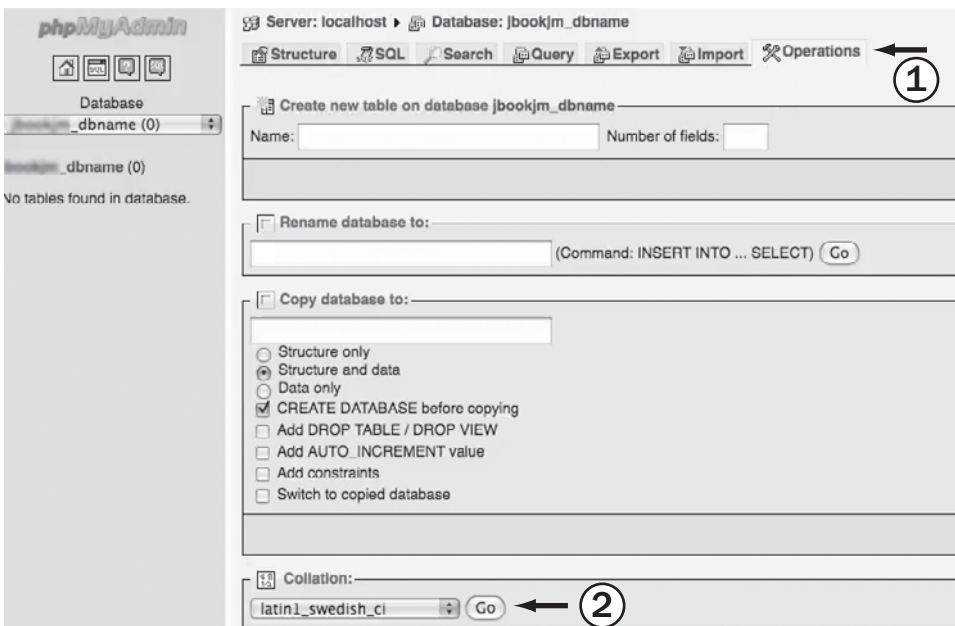 phpMyAdmin
Database
_dbname (0)
_dbname (0)
No tables found in database.
Server: localhost ▸ Database: jbookjm_dbname
Structure SQL Search Query Export Import Operations
1
Create new table on database jbookjm_dbname
Name: Number of fields:
Rename database to:
(Command: INSERT INTO ... SELECT) Go
Copy database to:
Structure only
Structure and data
Data only
CREATE DATABASE before copying
Add DROP TABLE / DROP VIEW
Add AUTO_INCREMENT value
Add constraints
Switch to copied database
Collation:
latin1_swedish_ci Go 2